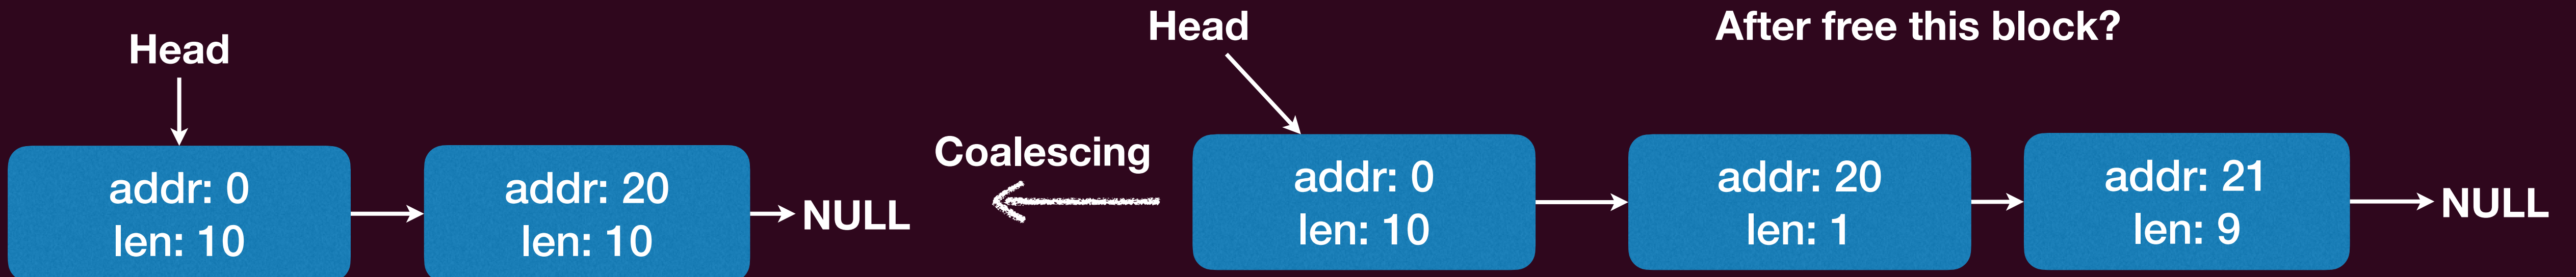 Head
addr: 0
len: 10
addr: 20
len: 10
NULL
Coalescing
Head
After free this block?
addr: 0
len: 10
addr: 20
len: 1
addr: 21
len: 9
NULL